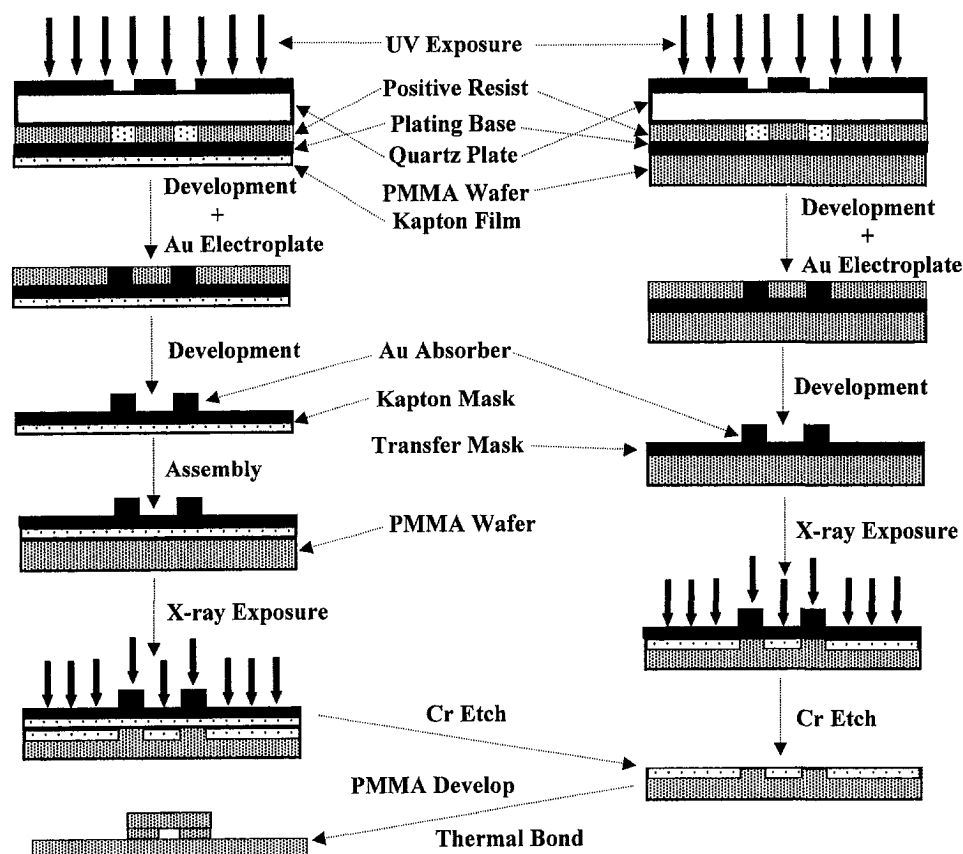 UV Exposure
Positive Resist
Plating Base
Quartz Plate
PMMA Wafer
Kapton Film
Development
+
Au Electroplate
Development
+
Au Electroplate
Development
Au Absorber
Kapton Mask
Development
Transfer Mask
Assembly
PMMA Wafer
X-ray Exposure
X-ray Exposure
Cr Etch
Cr Etch
PMMA Develop
Thermal Bond